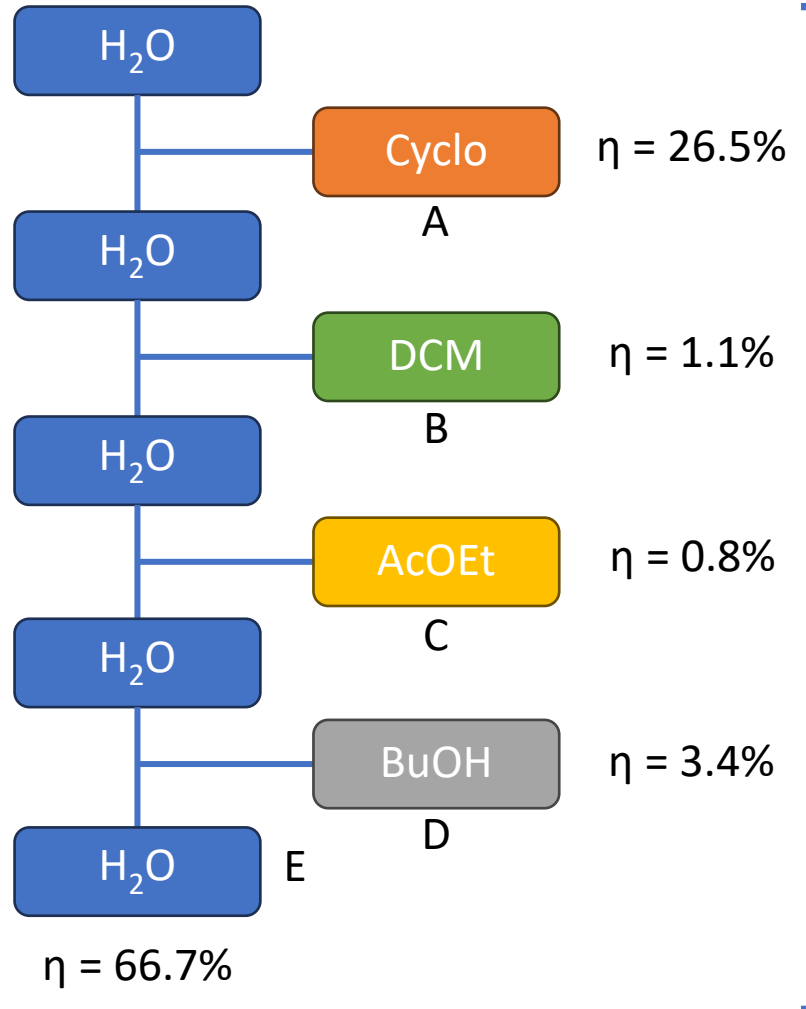 H₂O
Cyclo η = 26.5%
A
H₂O
DCM η = 1.1%
B
H₂O
AcOEt η = 0.8%
C
H₂O
BuOH η = 3.4%
D
H₂O E
η = 66.7%